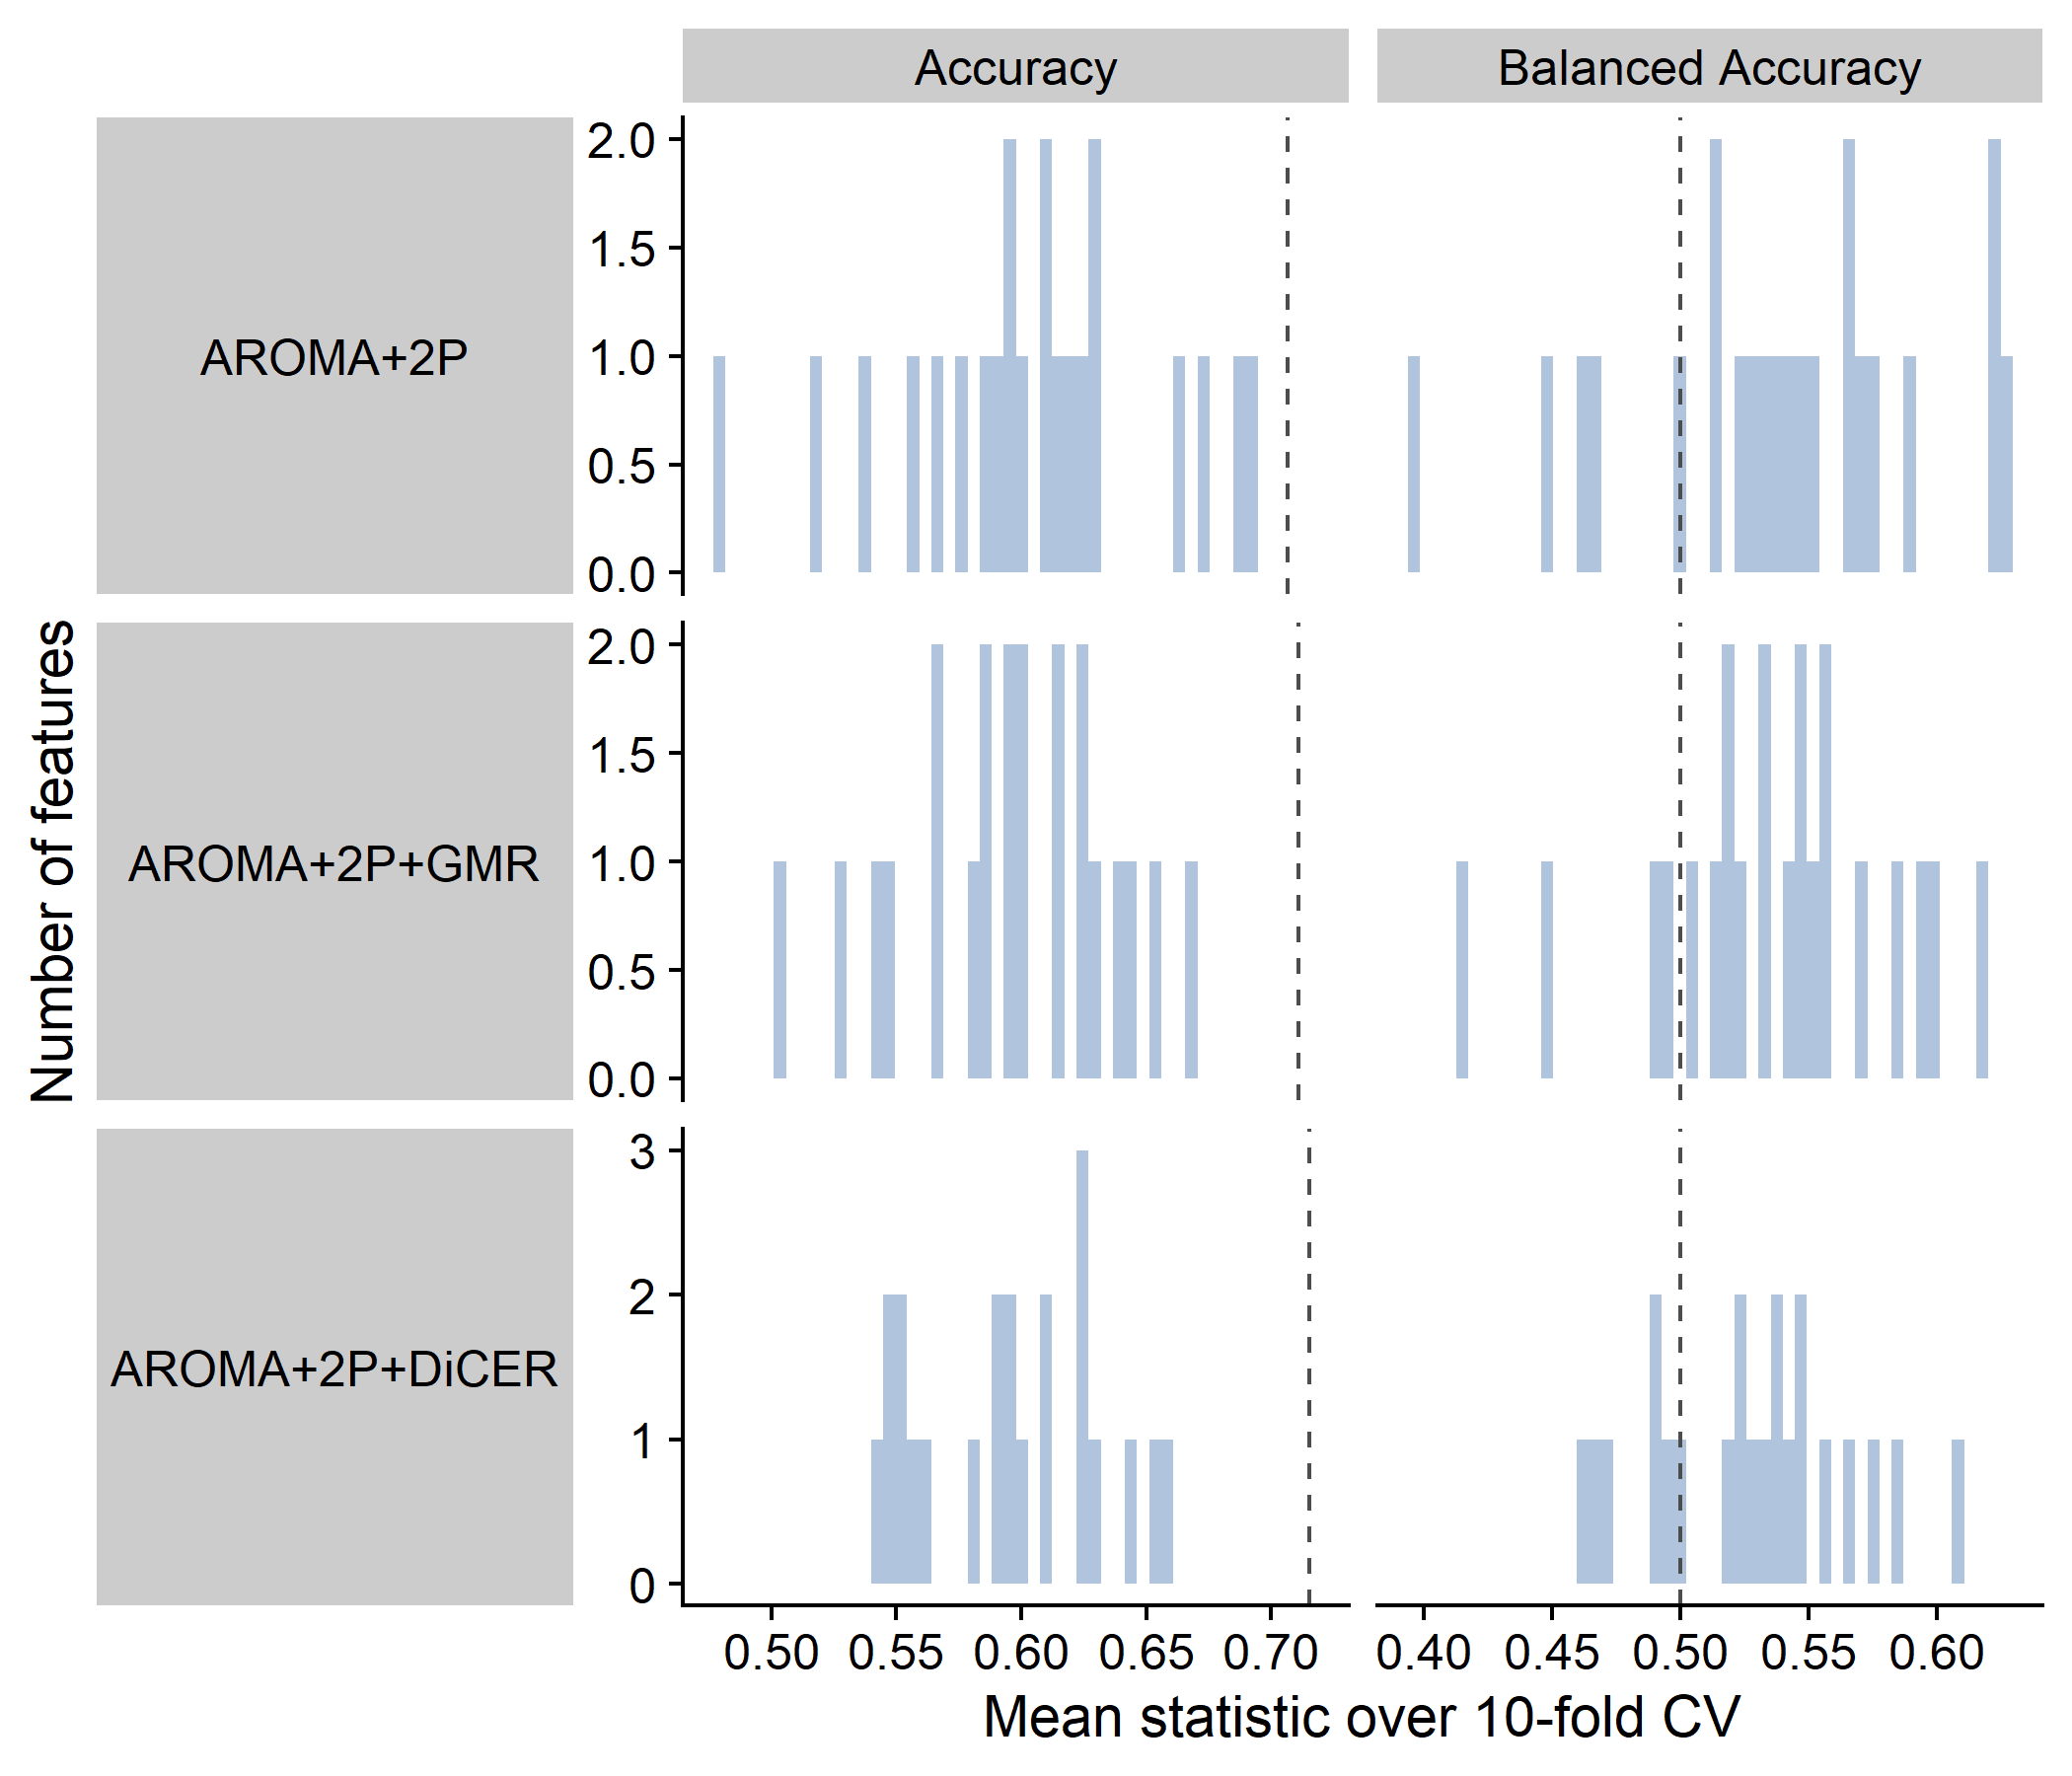 Accuracy
Balanced Accuracy
Number of features
AROMA+2P
2.0
1.5
1.0
0.5
0.0
AROMA+2P+GMR
2.0
1.5
1.0
0.5
0.0
AROMA+2P+DiCER
3
2
1
0
0.50 0.55 0.60 0.65 0.70
0.40 0.45 0.50 0.55 0.60
Mean statistic over 10-fold CV